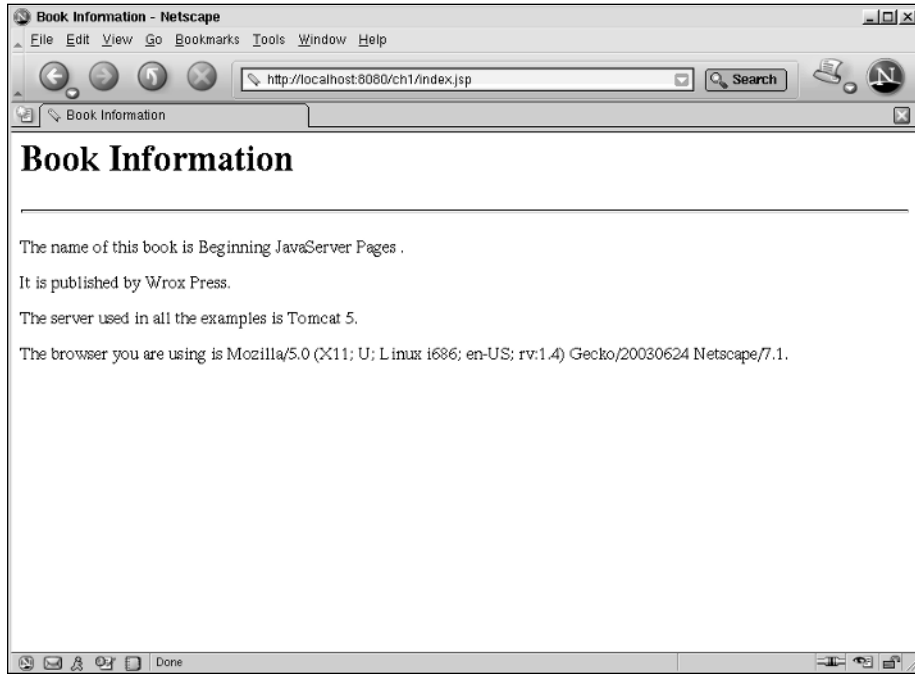 Book Information - Netscape
File Edit View Go Bookmarks Tools Window Help
http://localhost:8080/ch1/index.jsp Search N
Book Information
Book Information
The name of this book is Beginning JavaServer Pages .
It is published by Wrox Press.
The server used in all the examples is Tomcat 5.
The browser you are using is Mozilla/5.0 (X11; U; Linux i686; en-US; rv:1.4) Gecko/20030624 Netscape/7.1.
Done